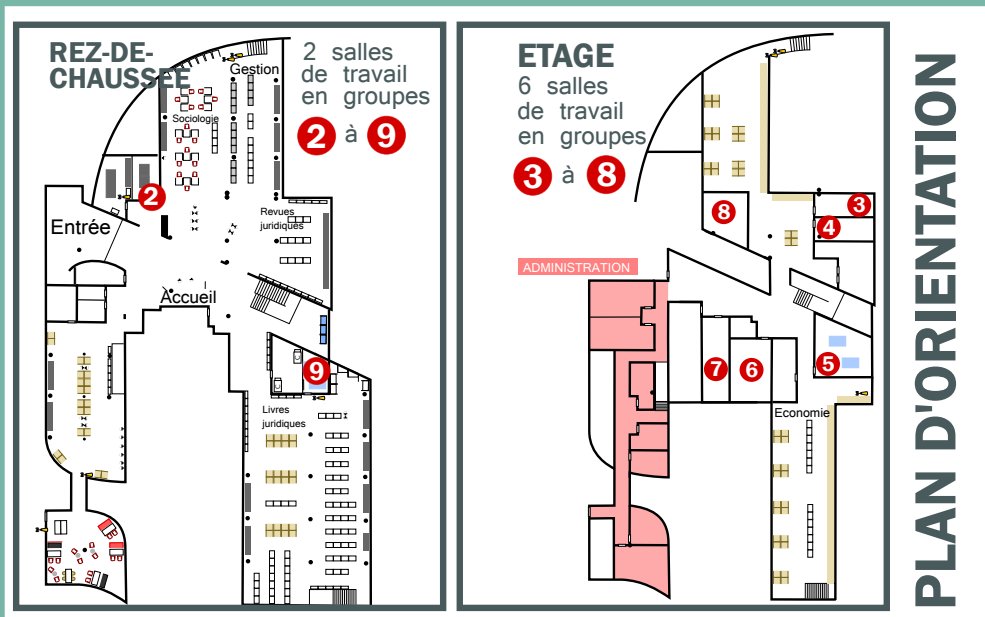 REZ-DE-
CHAUSSEE
2 salles
de travail
en groupes
2 à 9
Gestion
Sociologie
2
Entrée
Revues
juridiques
Accueil
9
Livres
juridiques
ETAGE
6 salles
de travail
en groupes
3 à 8
8
3
4
ADMINISTRATION
7
6
5
Economie
PLAN D'ORIENTATION